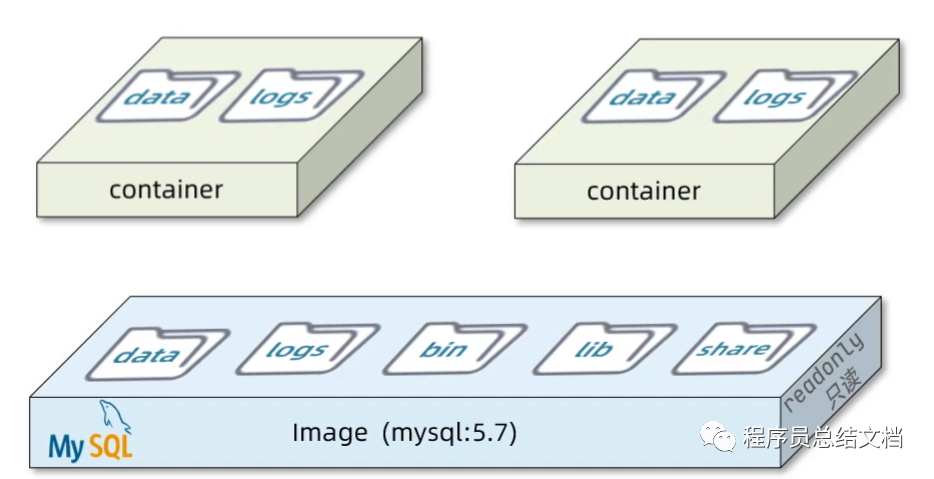 data
logs
data
logs
container
container
data
logs
bin
lib
share
readonly
只读
MySQL
Image (mysql:5.7)
程序员总结文档